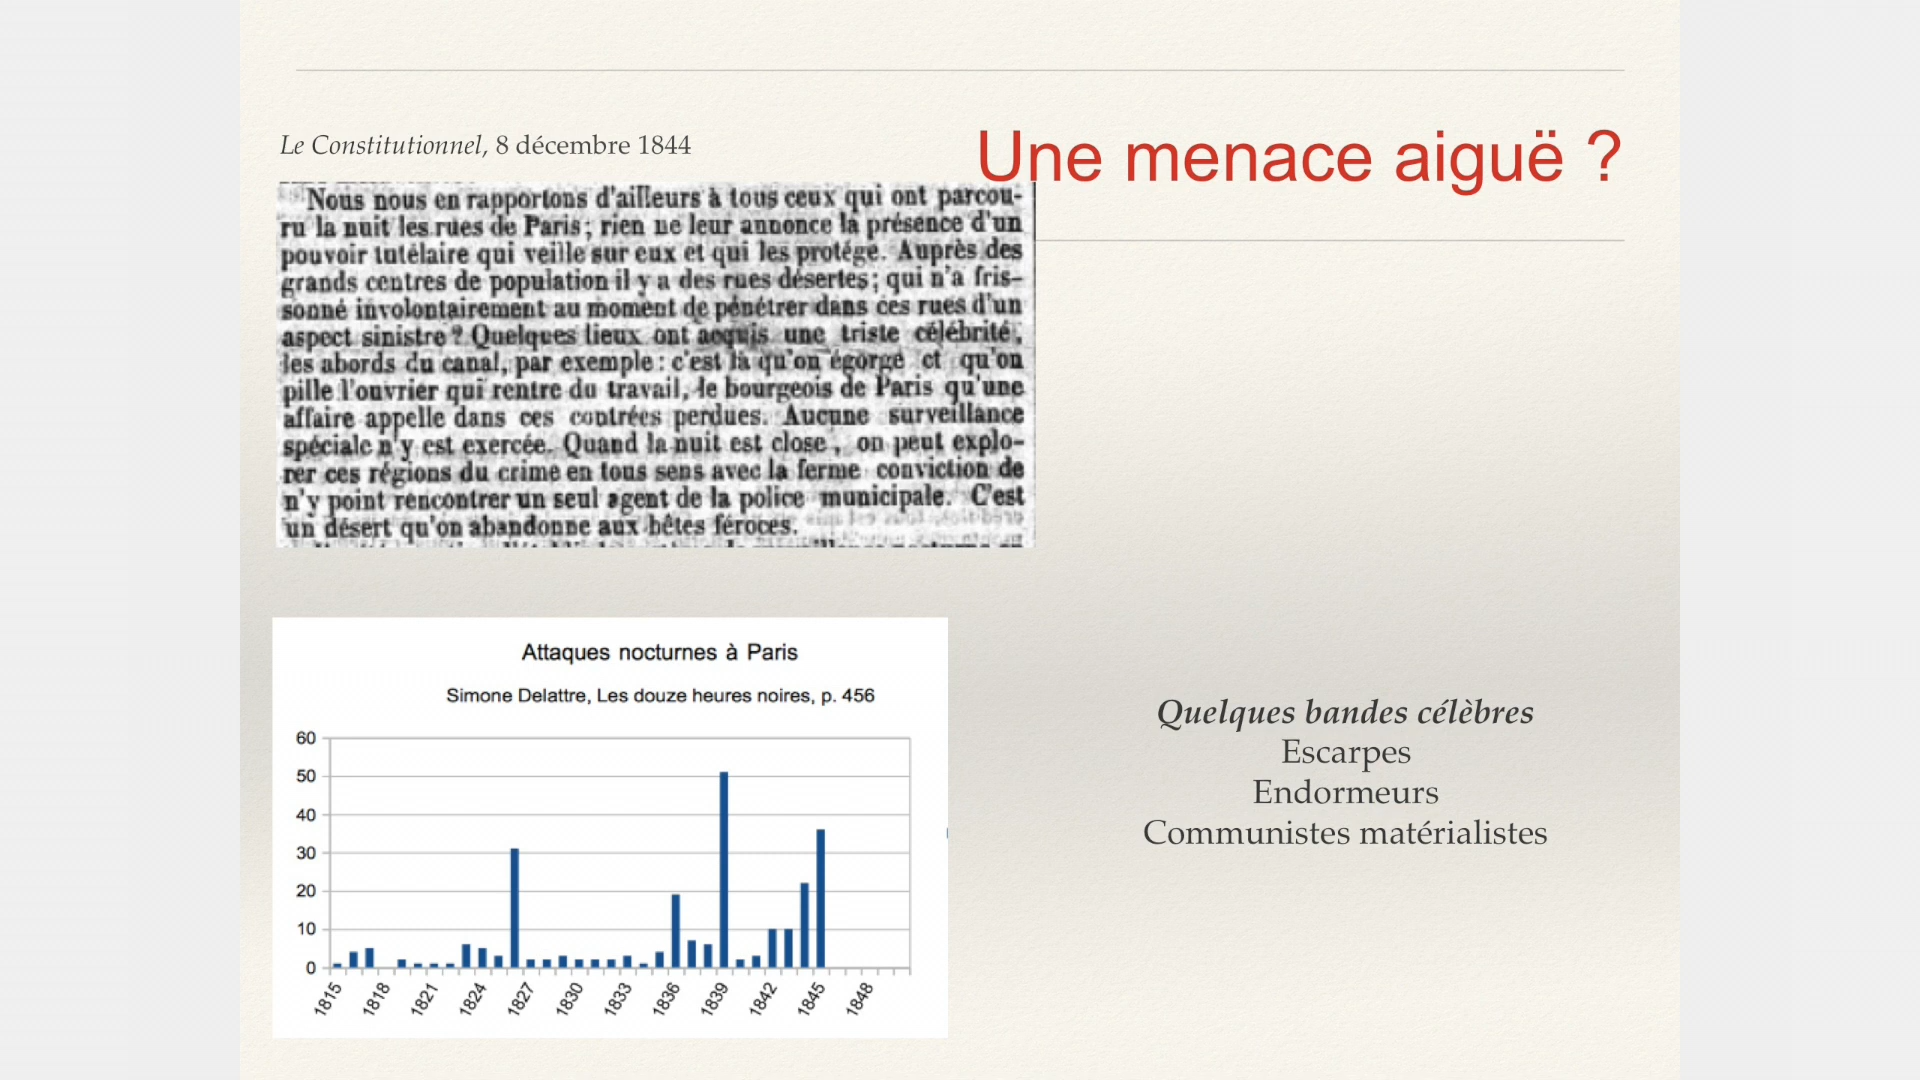 Une menace aiguë ?
Le Constitutionnel, 8 décembre 1844
Nous nous en rapportons d'ailleurs à tous ceux qui ont parcou-
ru la nuit les rues de Paris ; rien ne leur annonce la présence d'un
pouvoir tutélaire qui veille sur eux et qui les protége. Auprès des
grands centres de population il y a des rues désertes ; qui n'a fris-
sonné involontairement au moment de pénétrer dans ces rues d'un
aspect sinistre ? Quelques lieux ont acquis une triste célébrité,
les abords du canal, par exemple : c'est là qu'on égorge et qu'on
pille l'ouvrier qui rentre du travail, le bourgeois de Paris qu'une
affaire appelle dans ces contrées perdues. Aucune surveillance
spéciale n'y est exercée. Quand la nuit est close , on peut explo-
rer ces régions du crime en tous sens avec la ferme conviction de
n'y point rencontrer un seul agent de la police municipale. C'est
un désert qu'on abandonne aux bêtes féroces.
Attaques nocturnes à Paris
Simone Delattre, Les douze heures noires, p. 456
60
50
40
30
20
10
0
1815 1818 1821 1824 1827 1830 1833 1836 1839 1842 1845 1848
Quelques bandes célèbres
Escarpes
Endormeurs
Communistes matérialistes